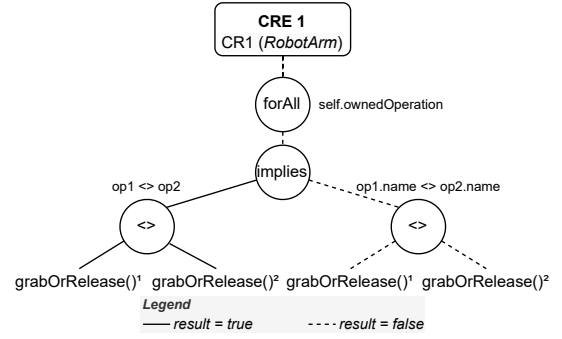 CRE 1
CR1 (RobotArm)
forAll
self.ownedOperation
implies
op1 <> op2
op1.name <> op2.name
<>
<>
grabOrRelease()¹
grabOrRelease()²
grabOrRelease()¹
grabOrRelease()²
Legend
result = true
result = false